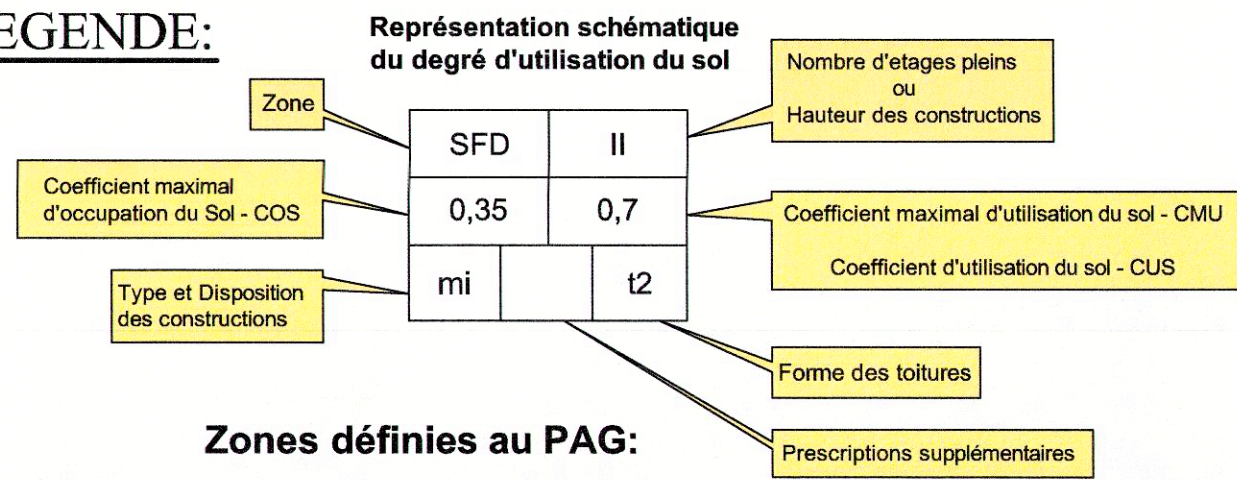 EGENDE:
Représentation schématique
du degré d'utilisation du sol
Zone
Nombre d'etages pleins
ou
Hauteur des constructions
SFD II
Coefficient maximal
d'occupation du Sol - COS
0,35 0,7
Coefficient maximal d'utilisation du sol - CMU
Coefficient d'utilisation du sol - CUS
Type et Disposition
des constructions
mi t2
Forme des toitures
Prescriptions supplémentaires
Zones définies au PAG: